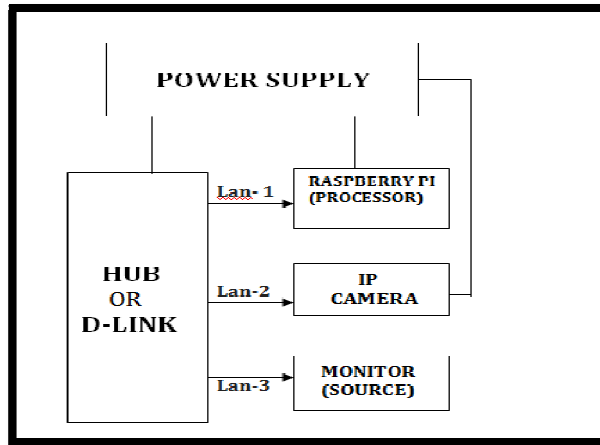 POWER SUPPLY
Lan- 1
RASPBERRY PI
(PROCESSOR)
HUB
OR
D-LINK
Lan-2
IP
CAMERA
Lan-3
MONITOR
(SOURCE)